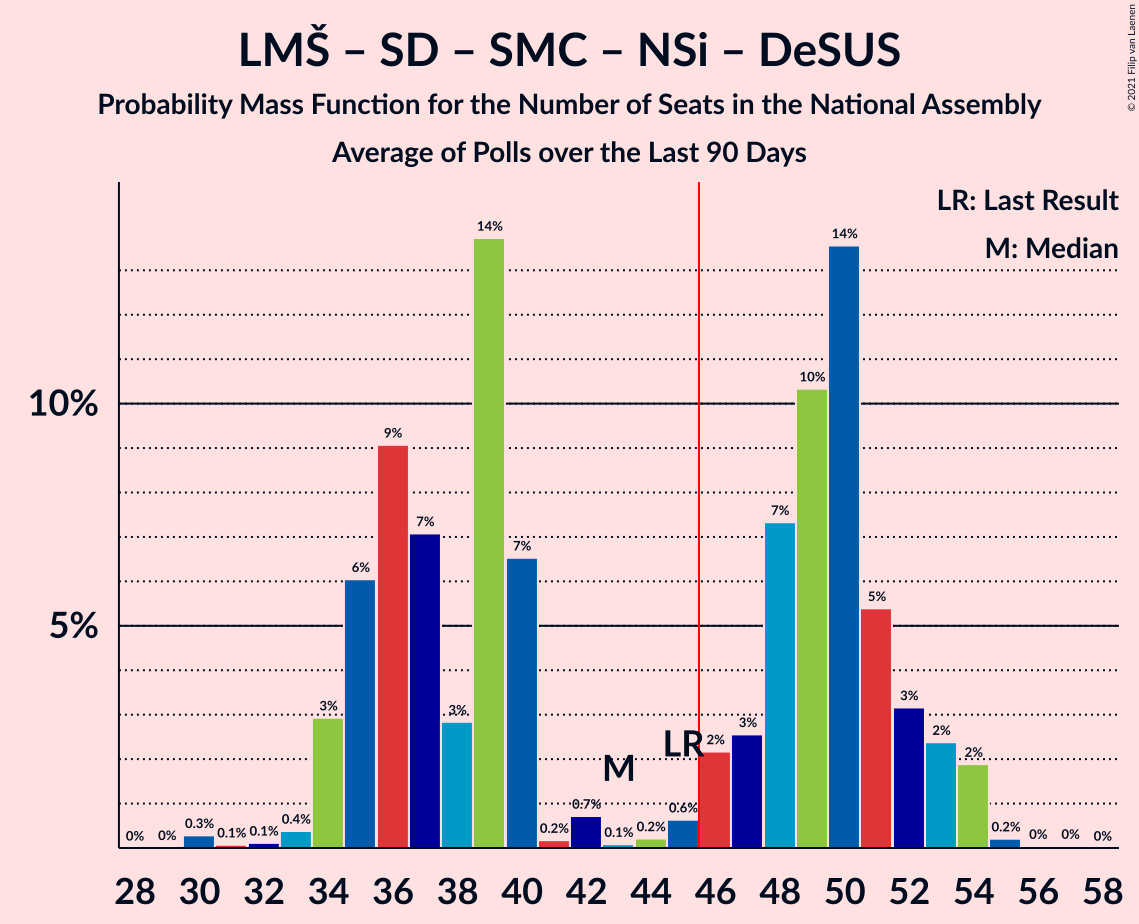 LMŠ – SD – SMC – NSi – DeSUS
Probability Mass Function for the Number of Seats in the National Assembly
Average of Polls over the Last 90 Days
© 2021 Filip van Laenen
LR: Last Result
M: Median
10%
5%
0% 0% 0.3% 0.1% 0.1% 0.4% 3% 6% 9% 7% 3% 14% 7% 0.2% 0.7% 0.1% 0.2% 0.6% 2% 3% 7% 10% 14% 5% 3% 2% 2% 0.2% 0% 0% 0%
M
LR
28 30 32 34 36 38 40 42 44 46 48 50 52 54 56 58